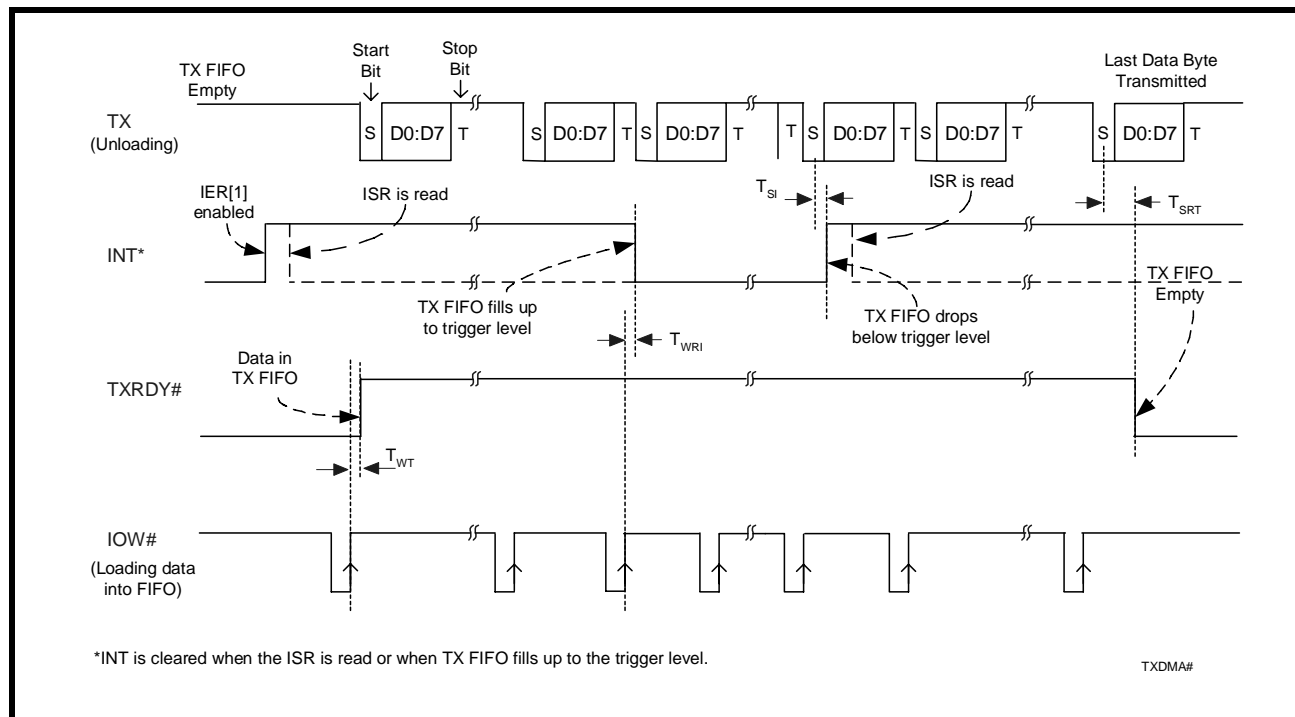 Start
Bit
Stop
Bit
TX FIFO
Empty
Last Data Byte
Transmitted
TX
(Unloading)
S D0:D7 T S D0:D7 T S D0:D7 T T S D0:D7 T S D0:D7 T S D0:D7 T
IER[1]
enabled
ISR is read
TSI
ISR is read
TSRT
INT*
TX FIFO fills up
to trigger level
TX FIFO drops
below trigger level
TX FIFO
Empty
TWRI
Data in
TX FIFO
TXRDY#
TWT
IOW#
(Loading data
into FIFO)
*INT is cleared when the ISR is read or when TX FIFO fills up to the trigger level.
TXDMA#